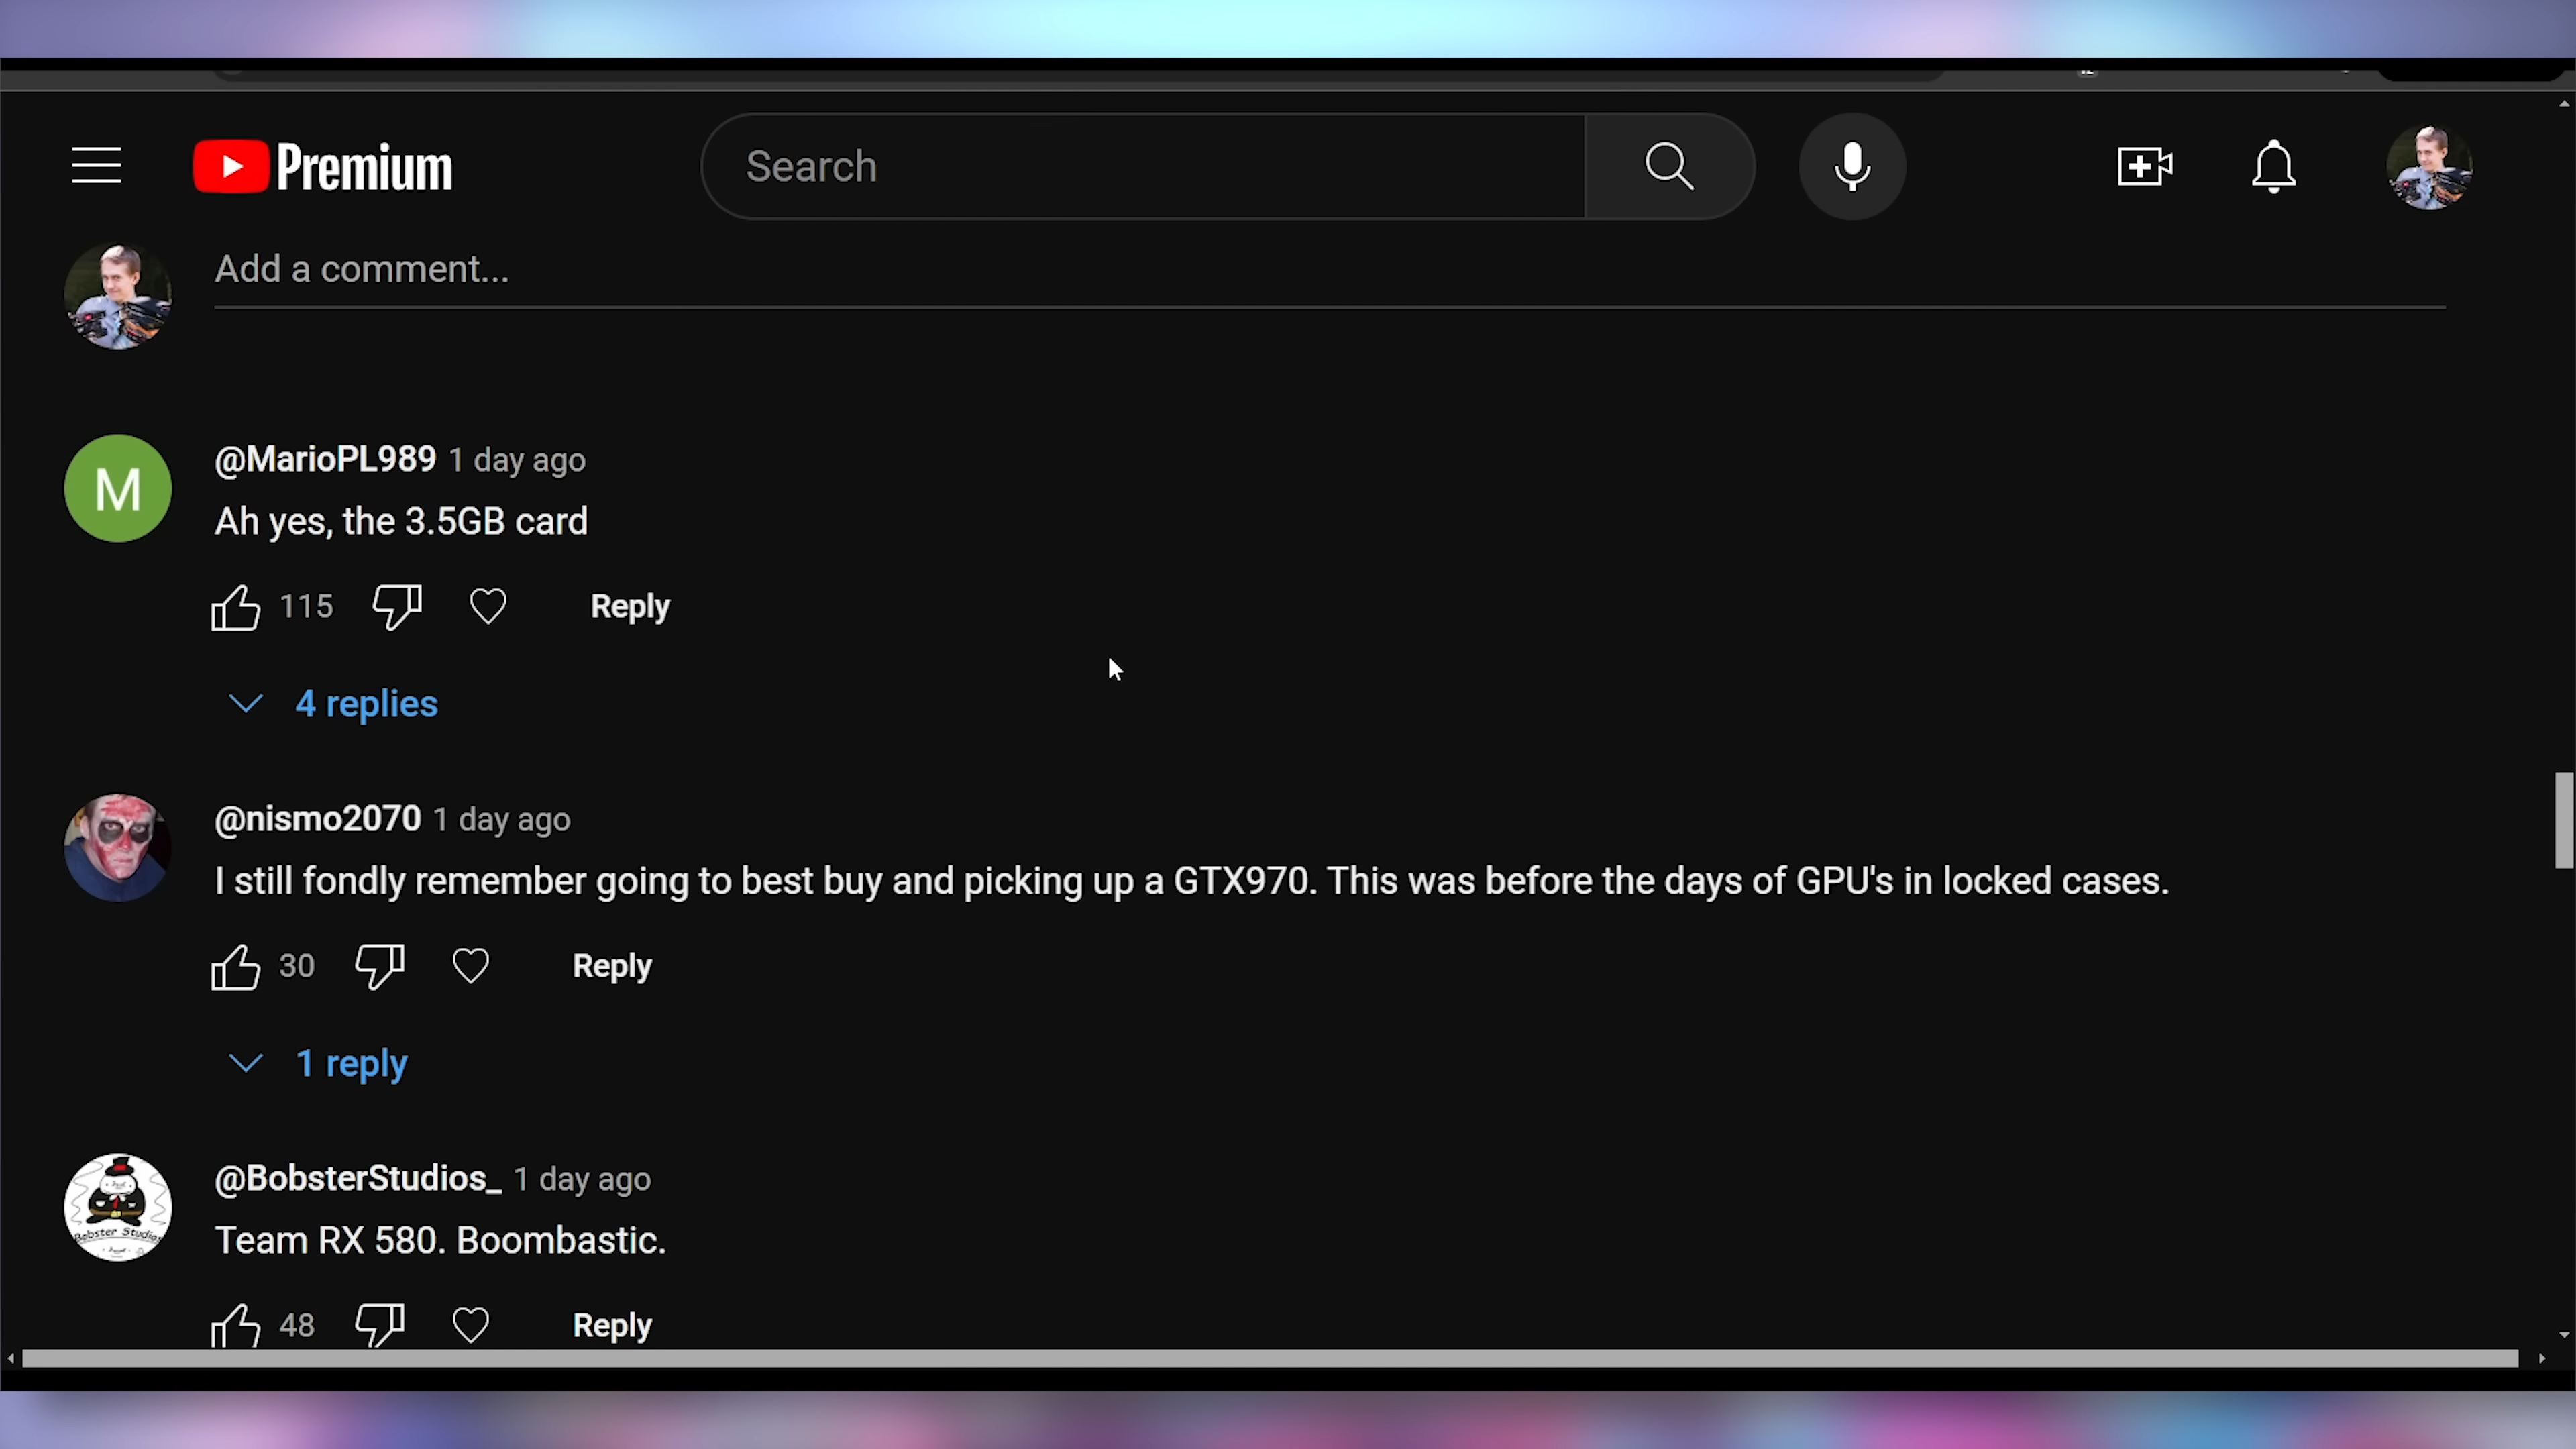 Premium
Search
Add a comment...
M
@MarioPL989 1 day ago
Ah yes, the 3.5GB card
115 Reply
4 replies
@nismo2070 1 day ago
I still fondly remember going to best buy and picking up a GTX970. This was before the days of GPU's in locked cases.
30 Reply
1 reply
@BobsterStudios_ 1 day ago
Bobster Studios
Team RX 580. Boombastic.
48 Reply